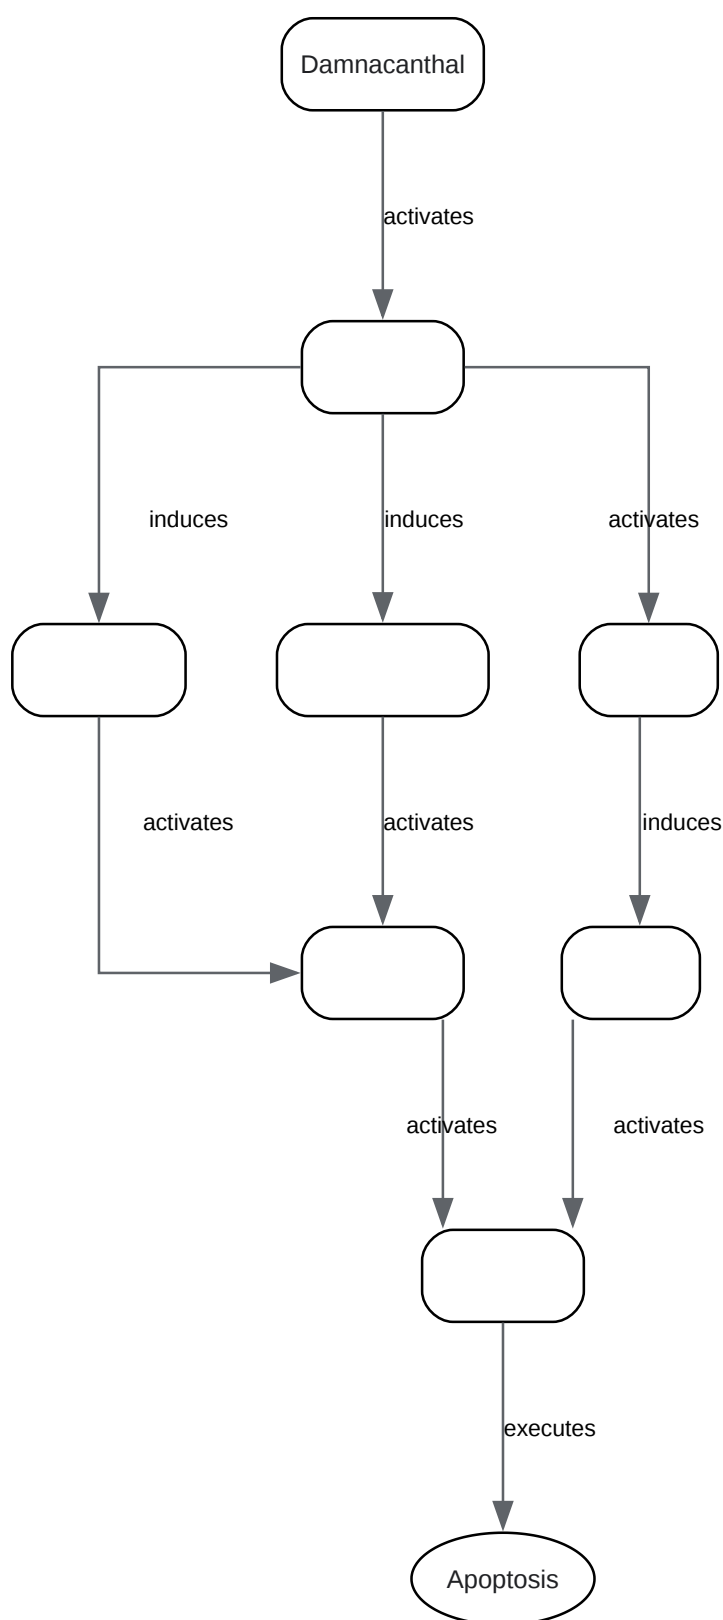 Damnacanthal
activates
induces
induces
activates
activates
activates
induces
activates
activates
executes
Apoptosis